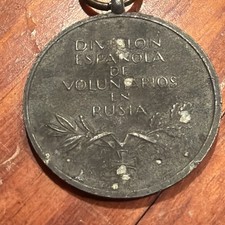 DIVISION
ESPAÑOLA
DE
VOLUNTARIOS
EN
RUSIA